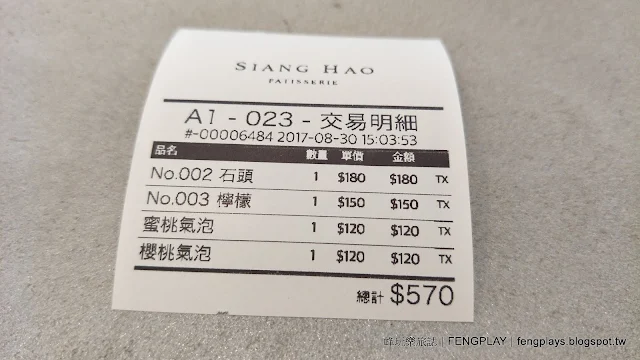 SIANG HAO
PATISSERIE
A1 - 023 - 交易明細
#-00006484 2017-08-30 15:03:53
品名 數量 單價 金額
No.002 石頭 1 $180 $180 TX
No.003 檸檬 1 $150 $150 TX
蜜桃氣泡 1 $120 $120 TX
櫻桃氣泡 1 $120 $120 TX
總計 $570
| FENGPLAY | fengplays.blogspot.tw